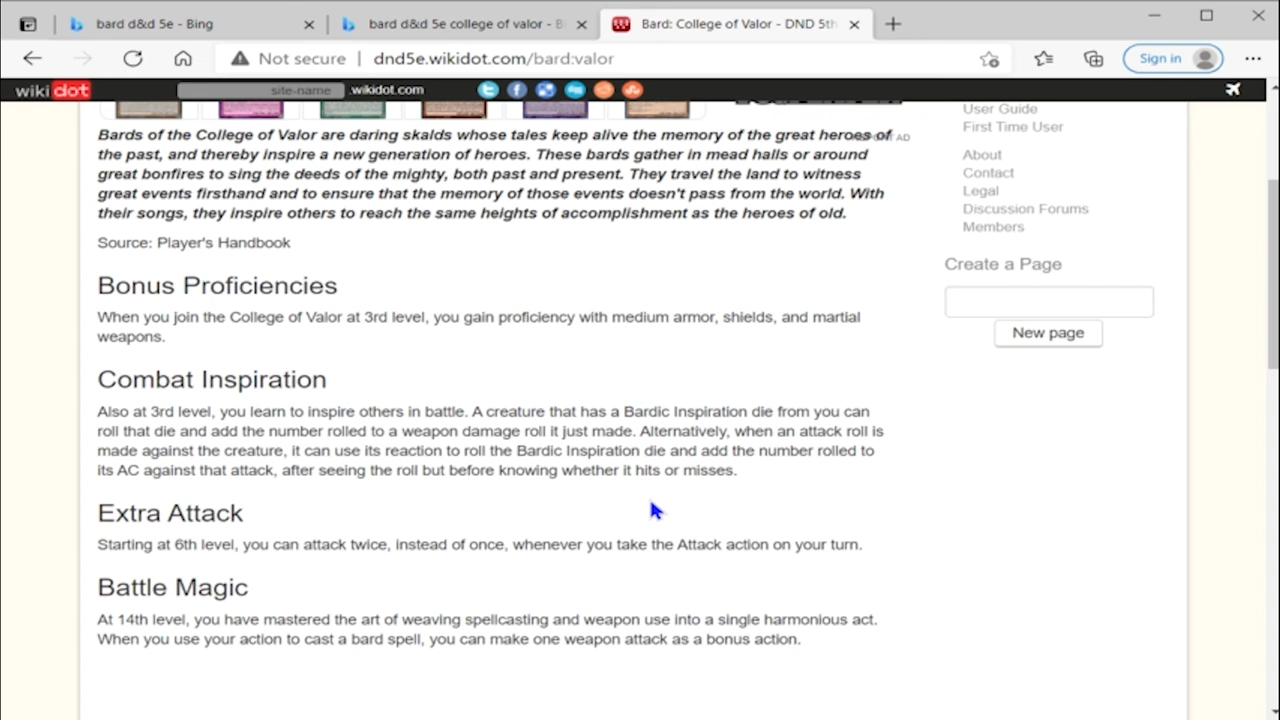 bard d&d 5e - Bing
bard d&d 5e college of valor - B
Bard: College of Valor - DND 5th
Not secure | dnd5e.wikidot.com/bard:valor
Sign in
wikidot
site-name .wikidot.com
Bards of the College of Valor are daring skalds whose tales keep alive the memory of the great heroes of
the past, and thereby inspire a new generation of heroes. These bards gather in mead halls or around
great bonfires to sing the deeds of the mighty, both past and present. They travel the land to witness
great events firsthand and to ensure that the memory of those events doesn't pass from the world. With
their songs, they inspire others to reach the same heights of accomplishment as the heroes of old.
Source: Player's Handbook
Bonus Proficiencies
When you join the College of Valor at 3rd level, you gain proficiency with medium armor, shields, and martial
weapons.
Combat Inspiration
Also at 3rd level, you learn to inspire others in battle. A creature that has a Bardic Inspiration die from you can
roll that die and add the number rolled to a weapon damage roll it just made. Alternatively, when an attack roll is
made against the creature, it can use its reaction to roll the Bardic Inspiration die and add the number rolled to
its AC against that attack, after seeing the roll but before knowing whether it hits or misses.
Extra Attack
Starting at 6th level, you can attack twice, instead of once, whenever you take the Attack action on your turn.
Battle Magic
At 14th level, you have mastered the art of weaving spellcasting and weapon use into a single harmonious act.
When you use your action to cast a bard spell, you can make one weapon attack as a bonus action.
AD
User Guide
First Time User
About
Contact
Legal
Discussion Forums
Members
Create a Page
New page